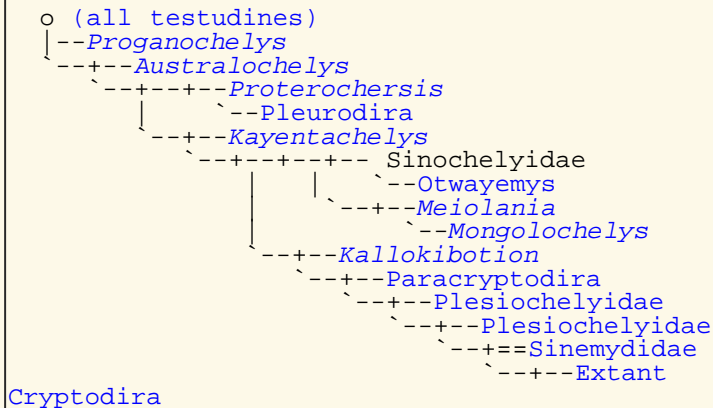 o (all testudines)
|--Proganochelys
`--+--Australochelys
`--+--+--Proterochersis
| `--Pleurodira
`--+--Kayentachelys
`--+--+--+-- Sinochelyidae
| | `--Otwayemys
| `--+--Meiolania
| `--Mongolochelys
`--+--Kallokibotion
`--+--Paracryptodira
`--+--Plesiochelyidae
`--+--Plesiochelyidae
`--+==Sinemydidae
`--+--Extant
Cryptodira